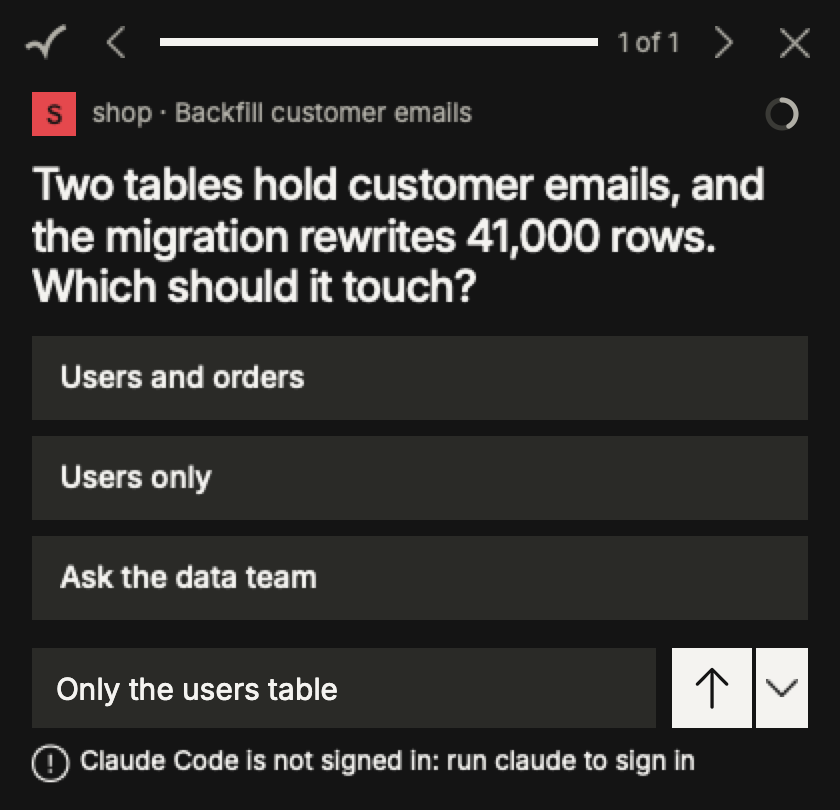 1 of 1
S
shop · Backfill customer emails
Two tables hold customer emails, and
the migration rewrites 41,000 rows.
Which should it touch?
Users and orders
Users only
Ask the data team
Only the users table
Claude Code is not signed in: run claude to sign in